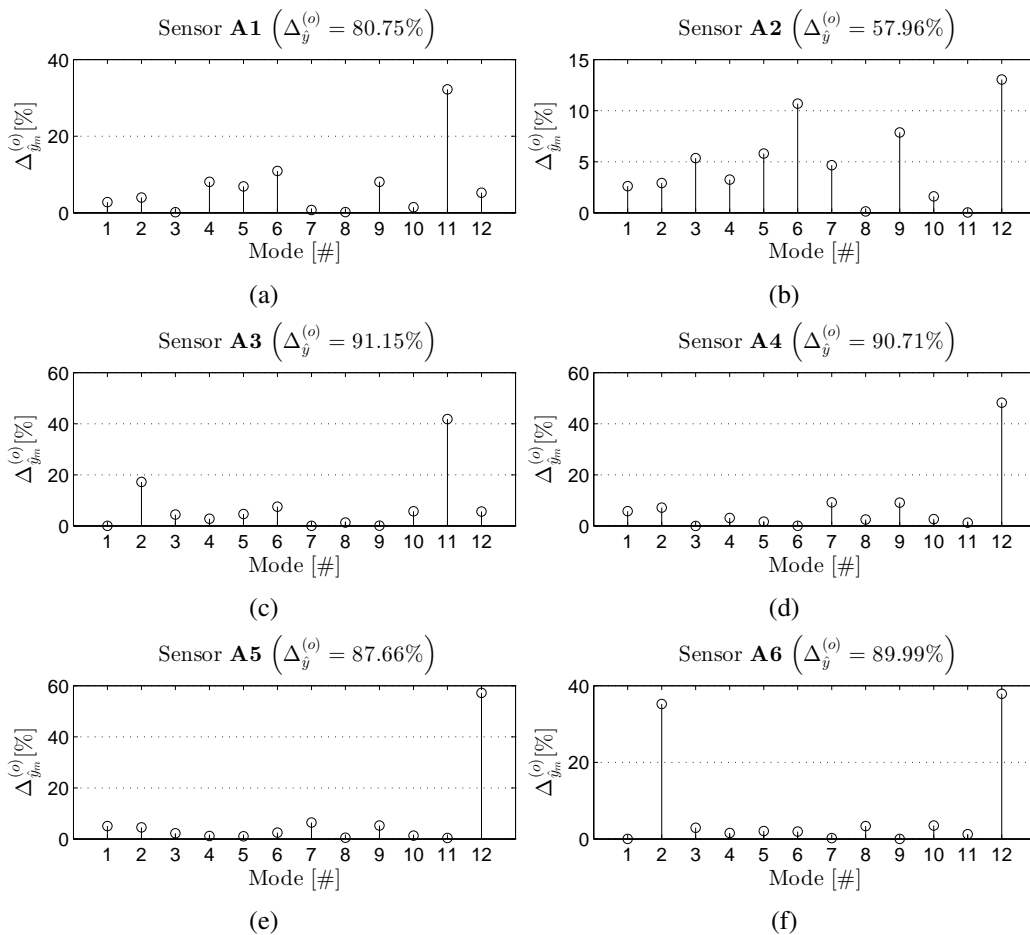 Sensor A1 (Δ_ŷ^(o) = 80.75%)
Δ_ŷm^(o) [%]
40
20
0
1 2 3 4 5 6 7 8 9 10 11 12
Mode [#]
(a)
Sensor A2 (Δ_ŷ^(o) = 57.96%)
Δ_ŷm^(o) [%]
15
10
5
0
1 2 3 4 5 6 7 8 9 10 11 12
Mode [#]
(b)
Sensor A3 (Δ_ŷ^(o) = 91.15%)
Δ_ŷm^(o) [%]
60
40
20
0
1 2 3 4 5 6 7 8 9 10 11 12
Mode [#]
(c)
Sensor A4 (Δ_ŷ^(o) = 90.71%)
Δ_ŷm^(o) [%]
60
40
20
0
1 2 3 4 5 6 7 8 9 10 11 12
Mode [#]
(d)
Sensor A5 (Δ_ŷ^(o) = 87.66%)
Δ_ŷm^(o) [%]
60
40
20
0
1 2 3 4 5 6 7 8 9 10 11 12
Mode [#]
(e)
Sensor A6 (Δ_ŷ^(o) = 89.99%)
Δ_ŷm^(o) [%]
40
20
0
1 2 3 4 5 6 7 8 9 10 11 12
Mode [#]
(f)